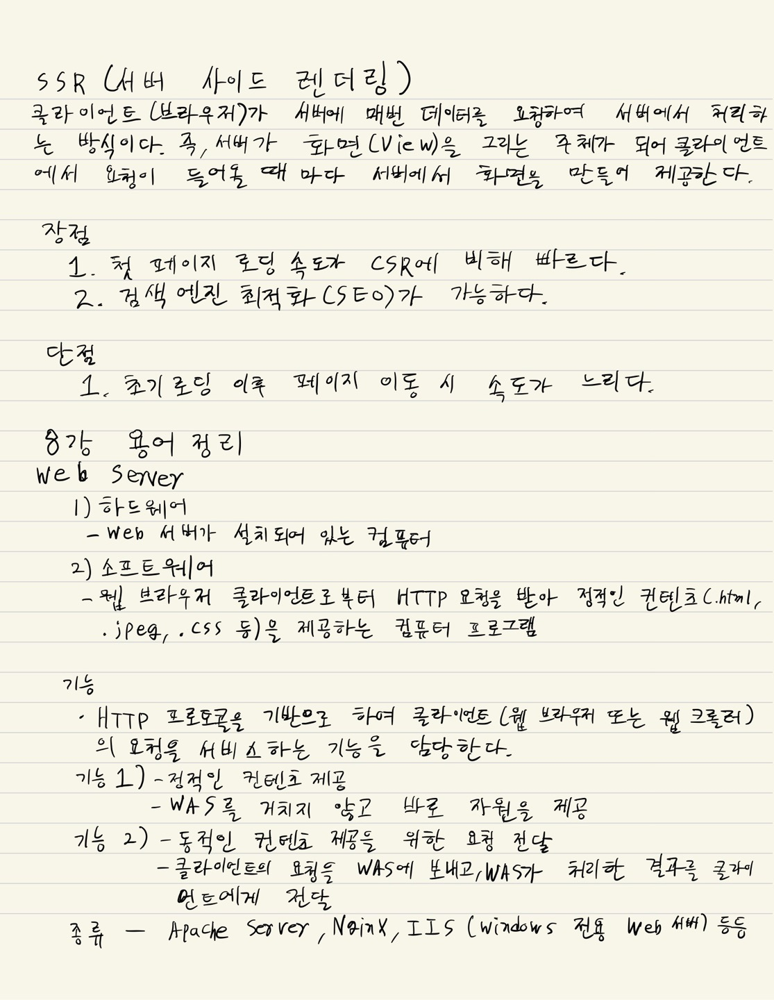 SSR (서버 사이드 렌더링)
클라이언트(브라우저)가 서버에 매번 데이터를 요청하여 서버에서 처리하
는 방식이다. 즉, 서버가 화면(View)을 그리는 주체가 되어 클라이언트
에서 요청이 들어올 때 마다 서버에서 화면을 만들어 제공한다.
장점
1. 첫 페이지 로딩 속도가 CSR에 비해 빠르다.
2. 검색 엔진 최적화(SEO)가 가능하다.
단점
1. 초기로딩 이후 페이지 이동 시 속도가 느리다.
8강 용어 정리
Web Server
1) 하드웨어
- Web 서버가 설치되어 있는 컴퓨터
2) 소프트웨어
- 웹 브라우저 클라이언트로부터 HTTP 요청을 받아 정적인 컨텐츠(.html,
.jpeg, .css 등)을 제공하는 컴퓨터 프로그램
기능
· HTTP 프로토콜을 기반으로 하여 클라이언트(웹 브라우저 또는 웹 크롤러)
의 요청을 서비스하는 기능을 담당한다.
기능 1) - 정적인 컨텐츠 제공
- WAS를 거치지 않고 바로 자원을 제공
기능 2) - 동적인 컨텐츠 제공을 위한 요청 전달
- 클라이언트의 요청을 WAS에 보내고, WAS가 처리한 결과를 클라이
언트에게 전달
종류 — Apache Server, Nginx, IIS (Windows 전용 Web 서버) 등등